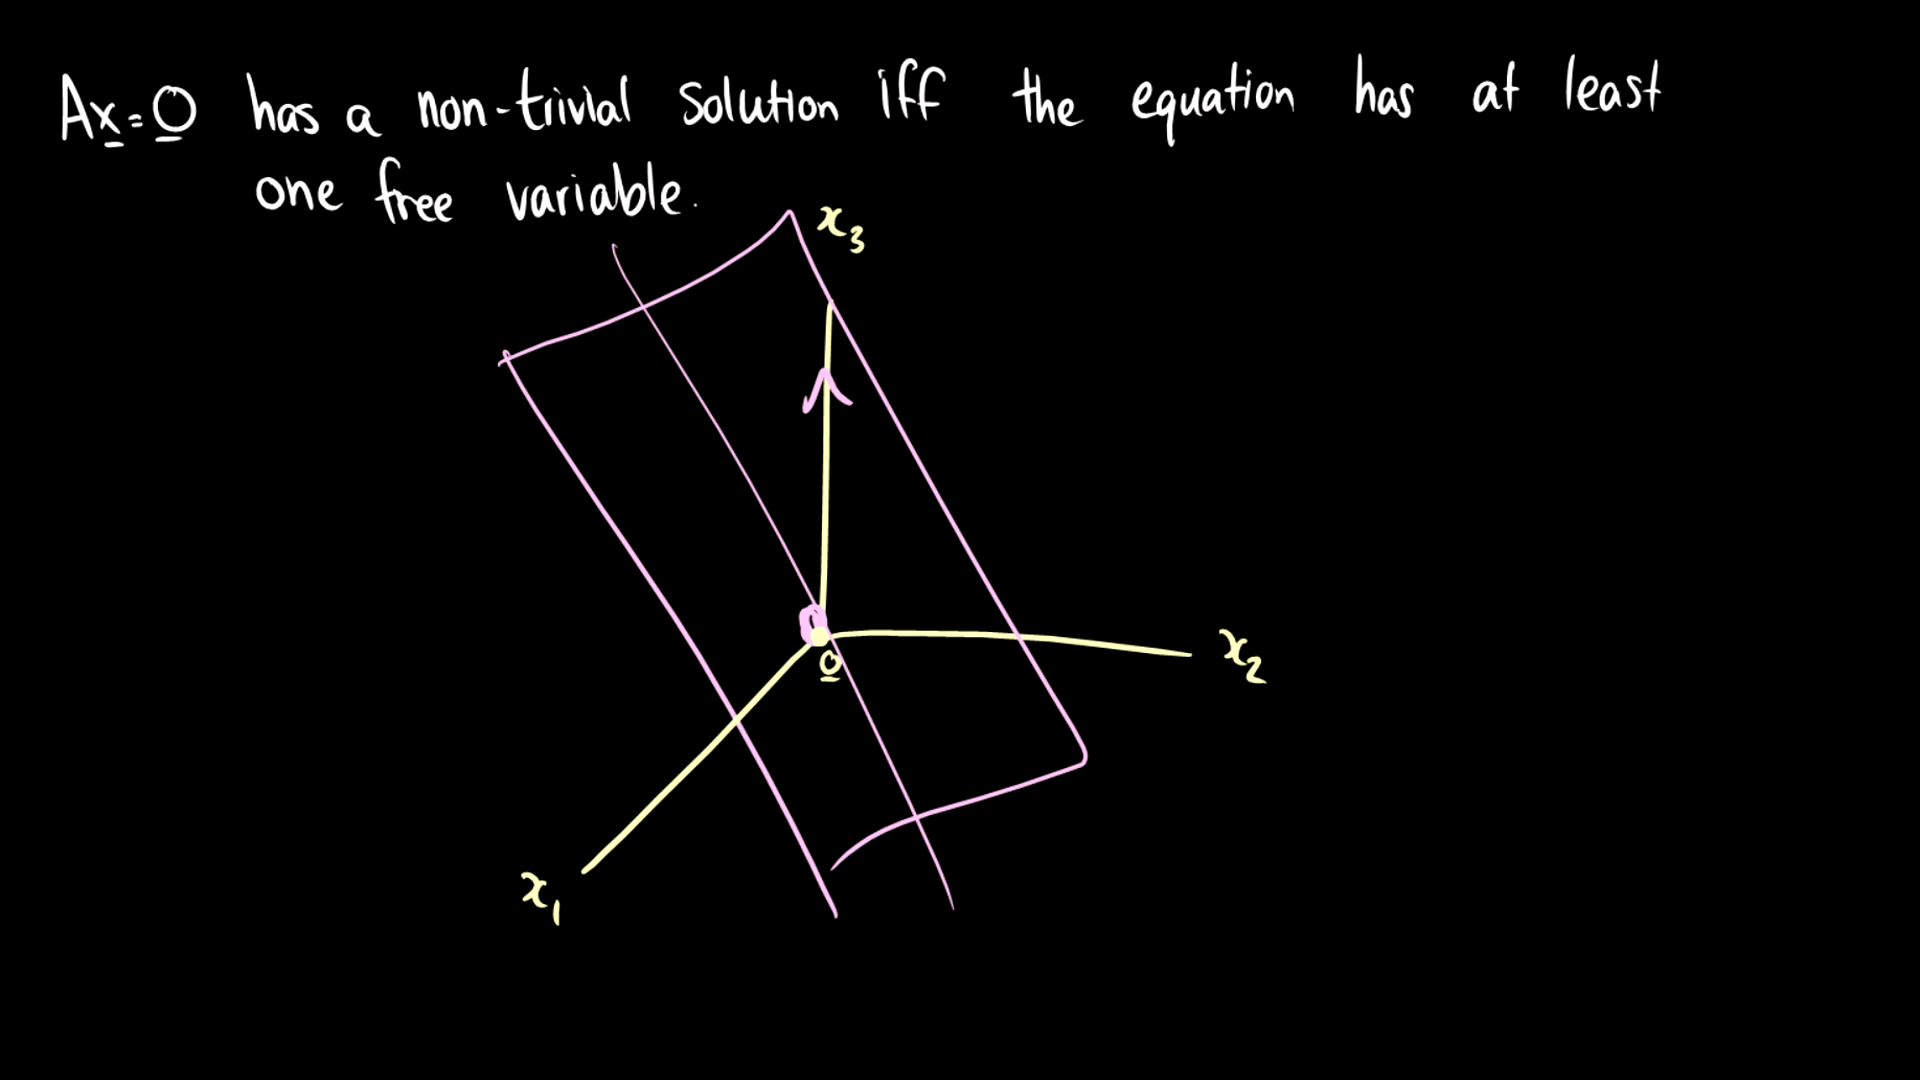 Ax=0 has a non-trivial solution iff the equation has at least
one free variable.
x₃
0
x₂
x₁